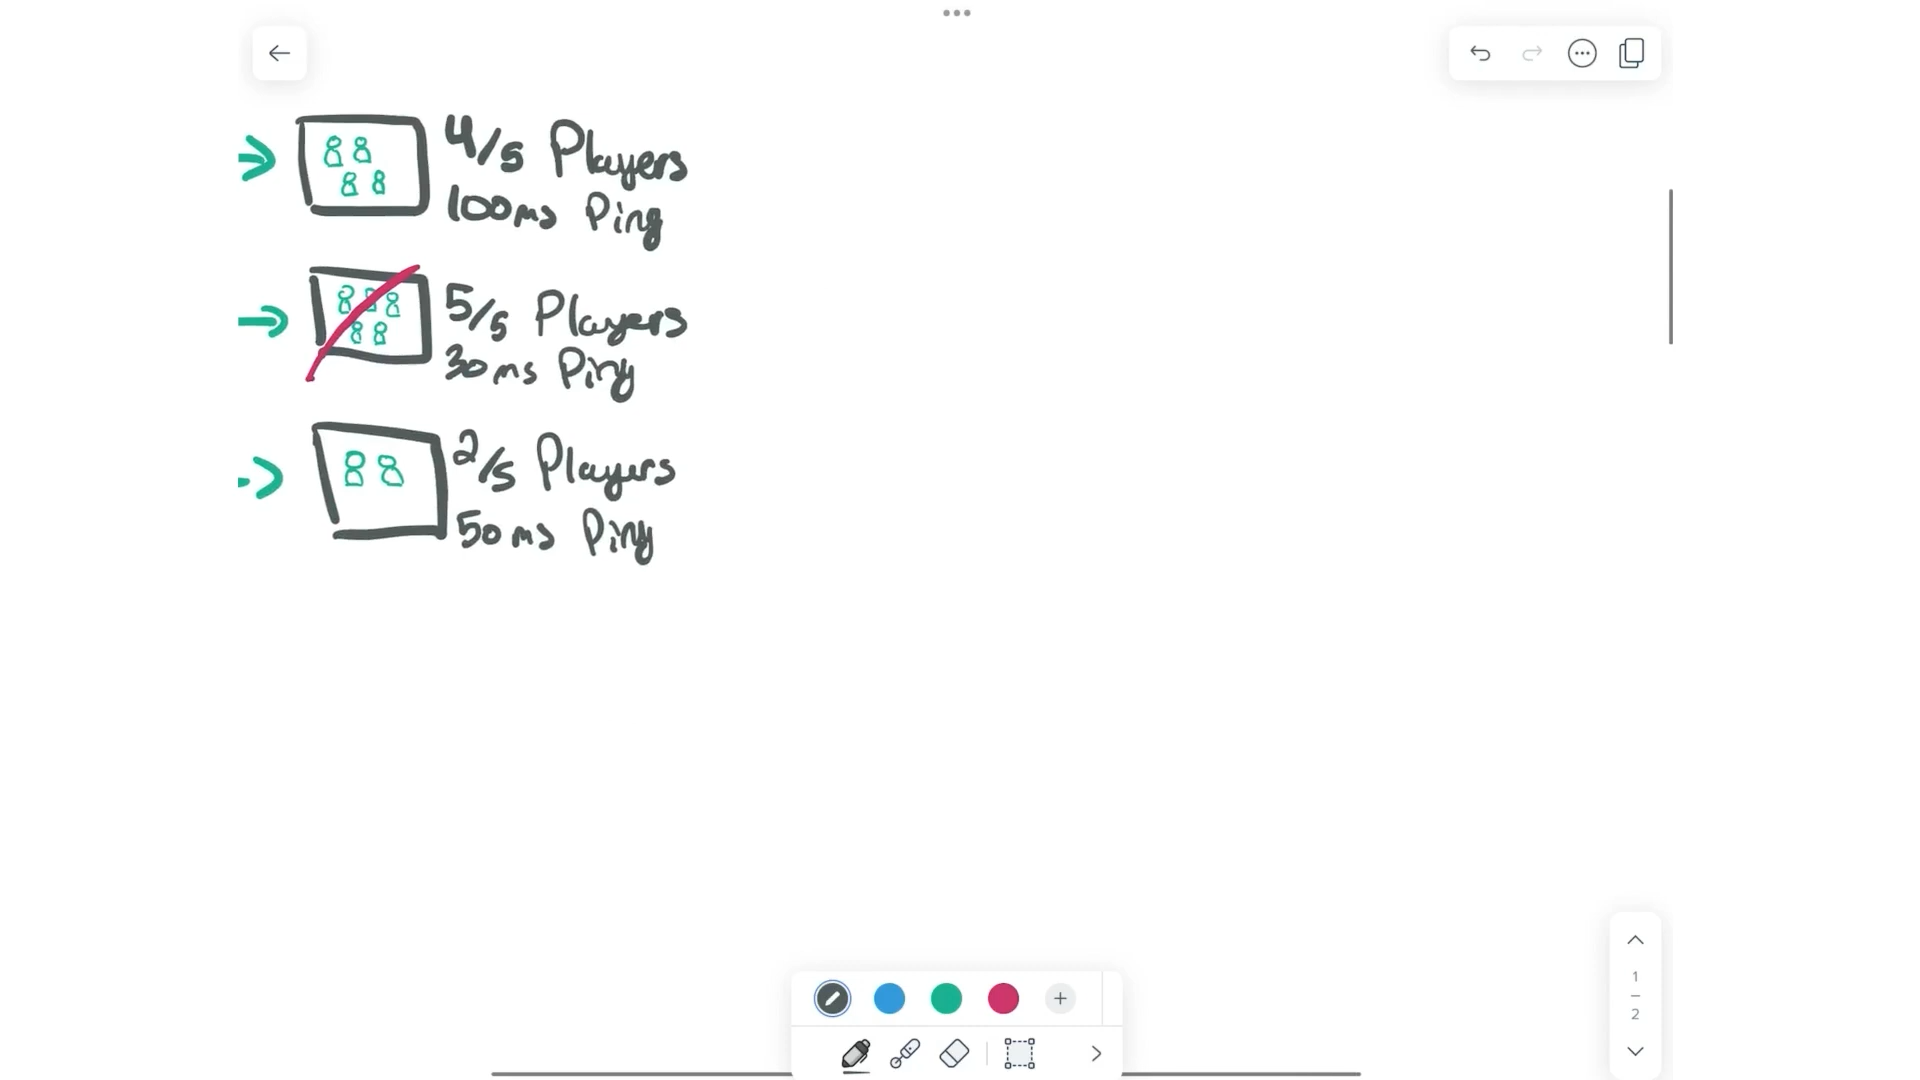 4/5 Players
100ms Ping
5/5 Players
30ms Ping
2/5 Players
50ms Ping
1
2